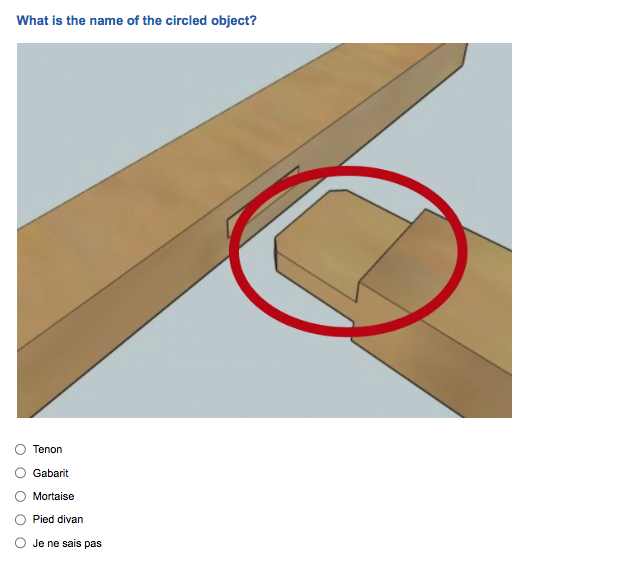 What is the name of the circled object?
Tenon
Gabarit
Mortaise
Pied divan
Je ne sais pas